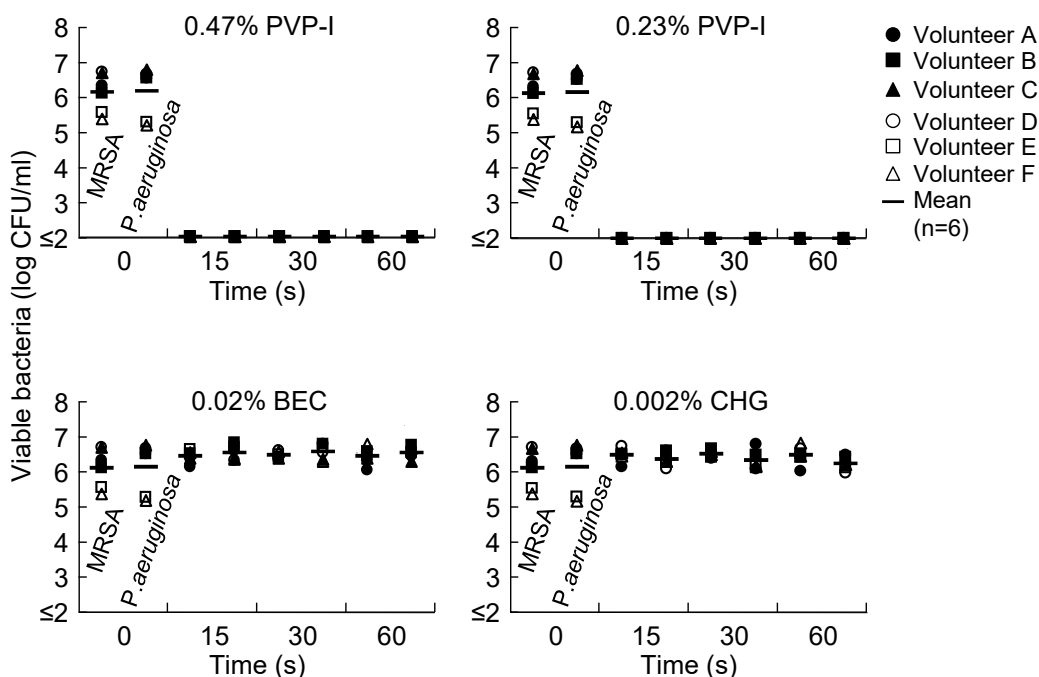 Viable bacteria (log CFU/ml)
0.47% PVP-I
8
7
6
5
4
3
≤2
MRSA
P.aeruginosa
0 15 30 60
Time (s)
0.23% PVP-I
8
7
6
5
4
3
≤2
MRSA
P.aeruginosa
0 15 30 60
Time (s)
Volunteer A
Volunteer B
Volunteer C
Volunteer D
Volunteer E
Volunteer F
Mean
(n=6)
0.02% BEC
8
7
6
5
4
3
≤2
MRSA
P.aeruginosa
0 15 30 60
Time (s)
0.002% CHG
8
7
6
5
4
3
≤2
MRSA
P.aeruginosa
0 15 30 60
Time (s)